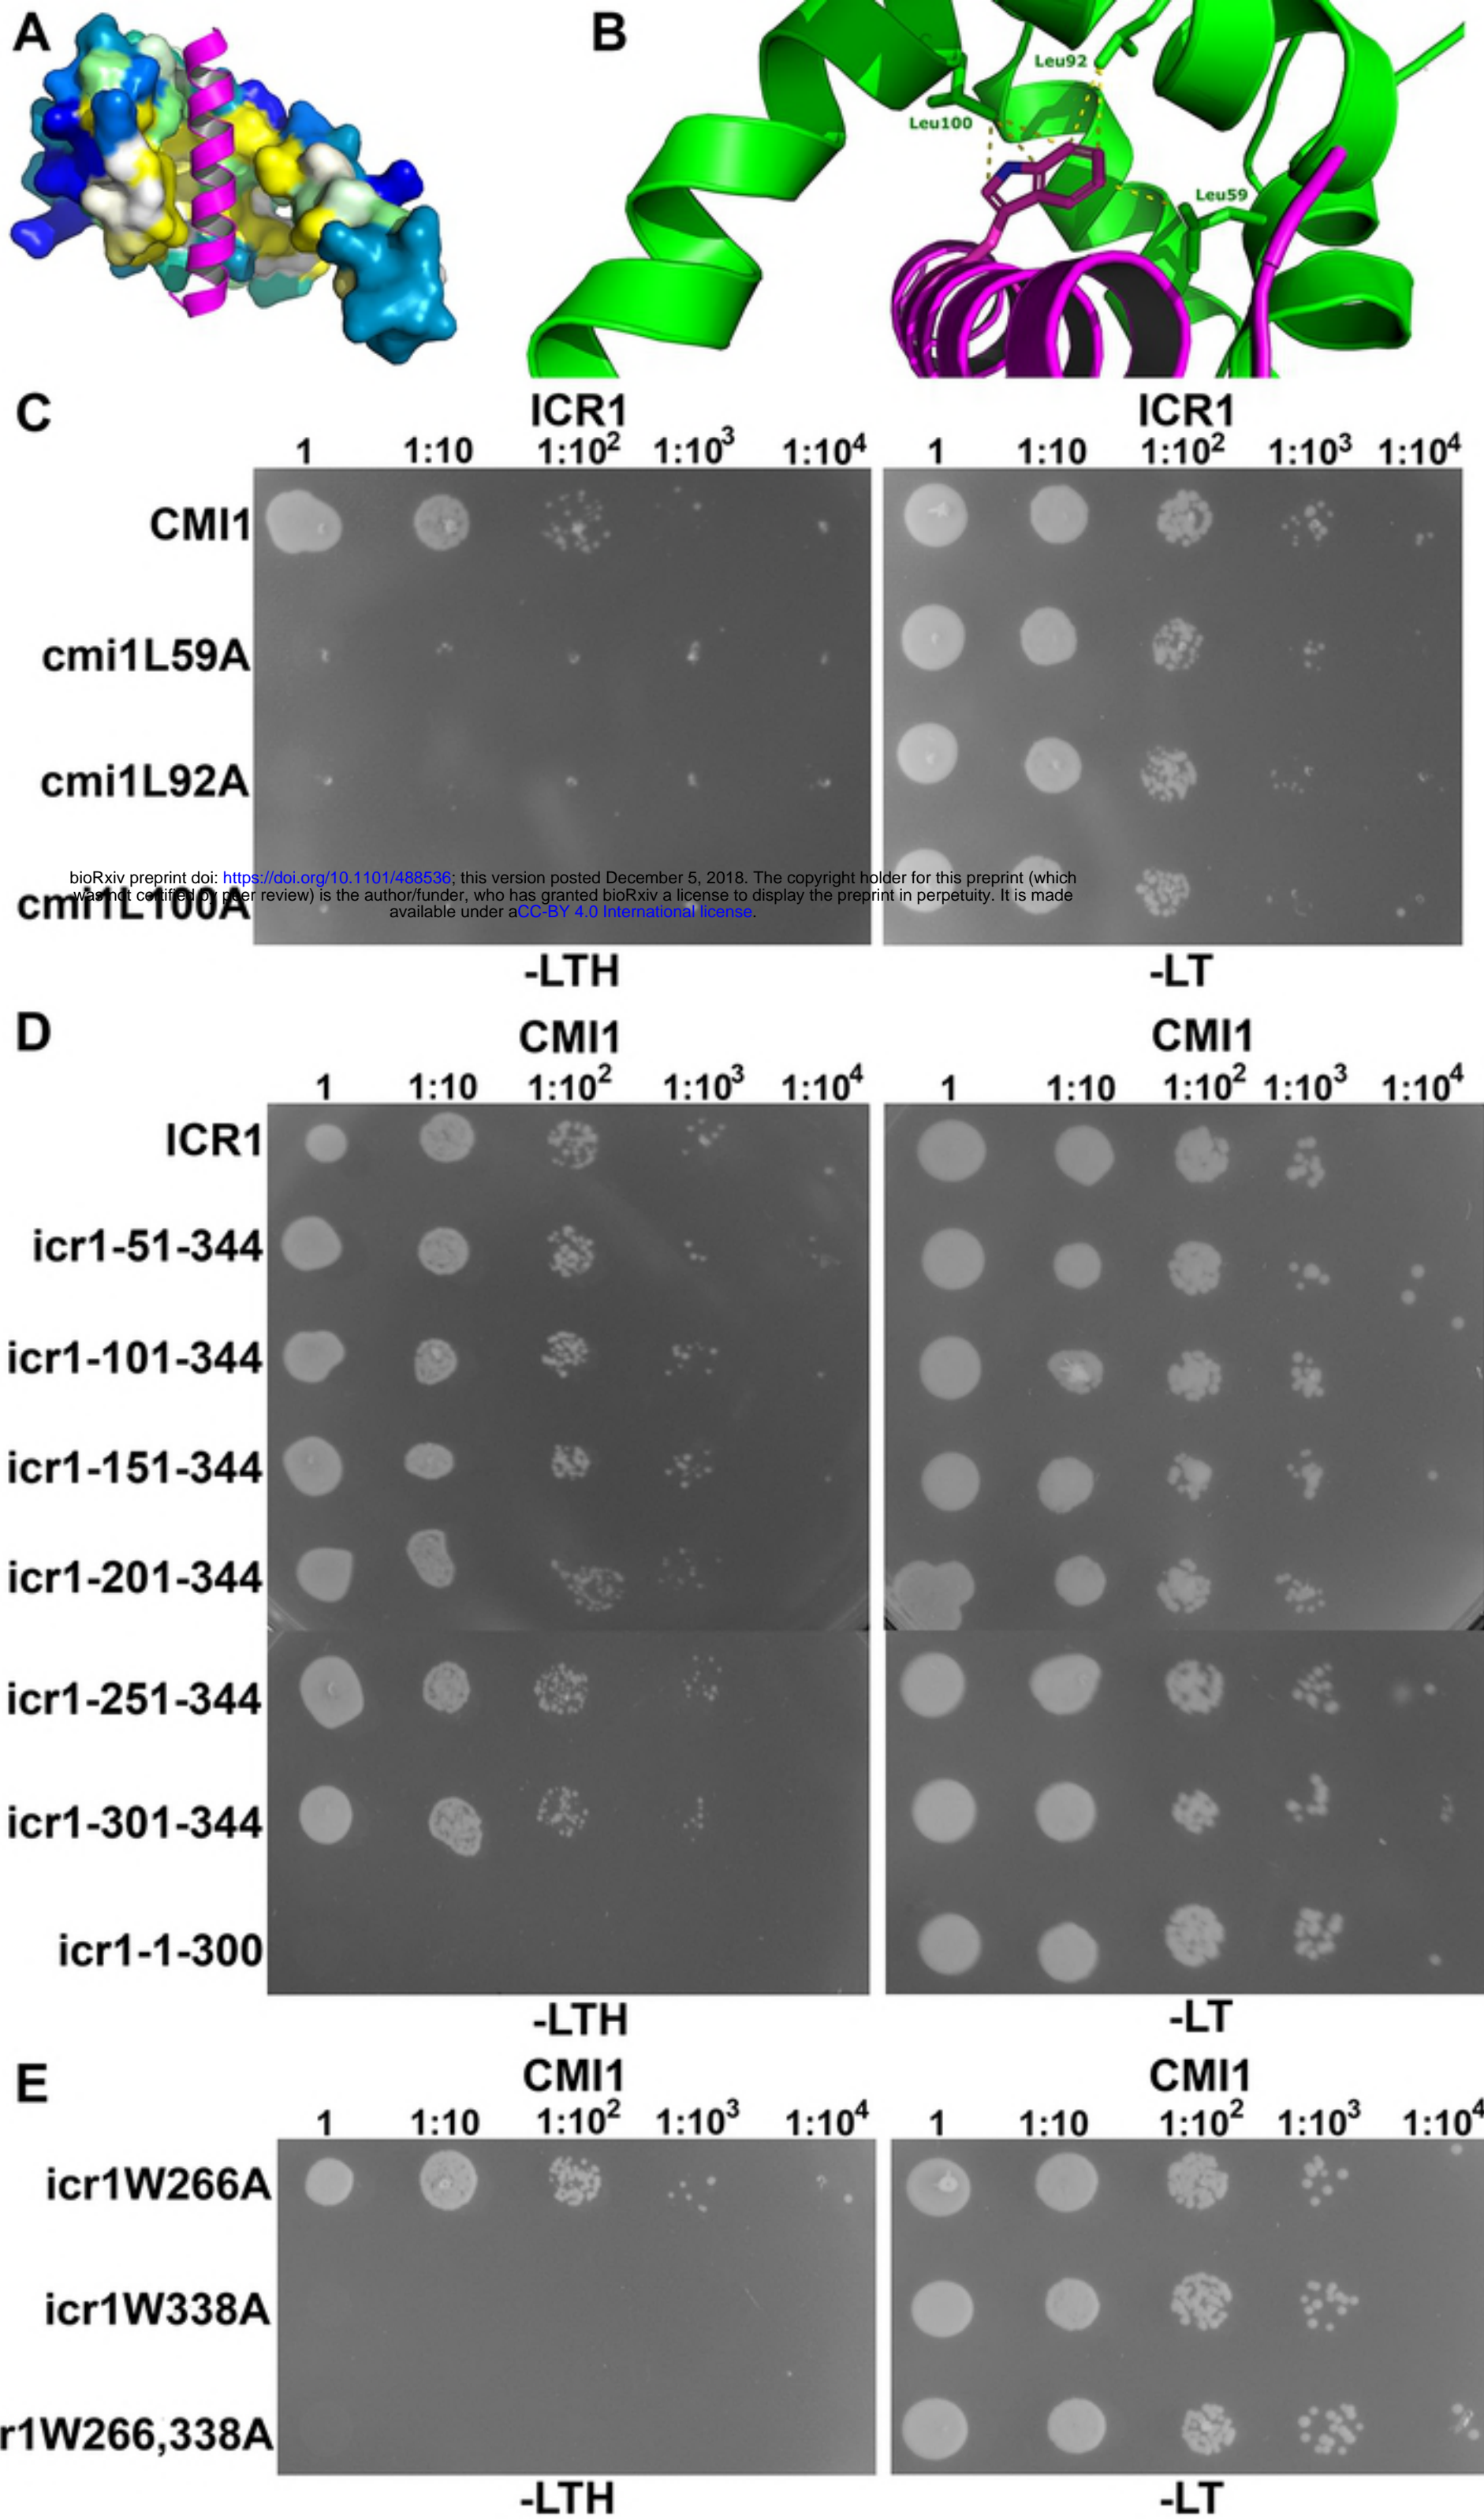 A
B
Leu92
Leu100
Leu59
C
ICR1 ICR1
1 1:10 1:10² 1:10³ 1:10⁴ 1 1:10 1:10² 1:10³ 1:10⁴
CMI1
cmi1L59A
cmi1L92A
cmi1L100A
bioRxiv preprint doi: https://doi.org/10.1101/488536; this version posted December 5, 2018. The copyright holder for this preprint (which
was not certified by peer review) is the author/funder, who has granted bioRxiv a license to display the preprint in perpetuity. It is made
available under aCC-BY 4.0 International license.
-LTH -LT
D
CMI1 CMI1
1 1:10 1:10² 1:10³ 1:10⁴ 1 1:10 1:10² 1:10³ 1:10⁴
ICR1
icr1-51-344
icr1-101-344
icr1-151-344
icr1-201-344
icr1-251-344
icr1-301-344
icr1-1-300
-LTH -LT
E
CMI1 CMI1
1 1:10 1:10² 1:10³ 1:10⁴ 1 1:10 1:10² 1:10³ 1:10⁴
icr1W266A
icr1W338A
r1W266,338A
-LTH -LT